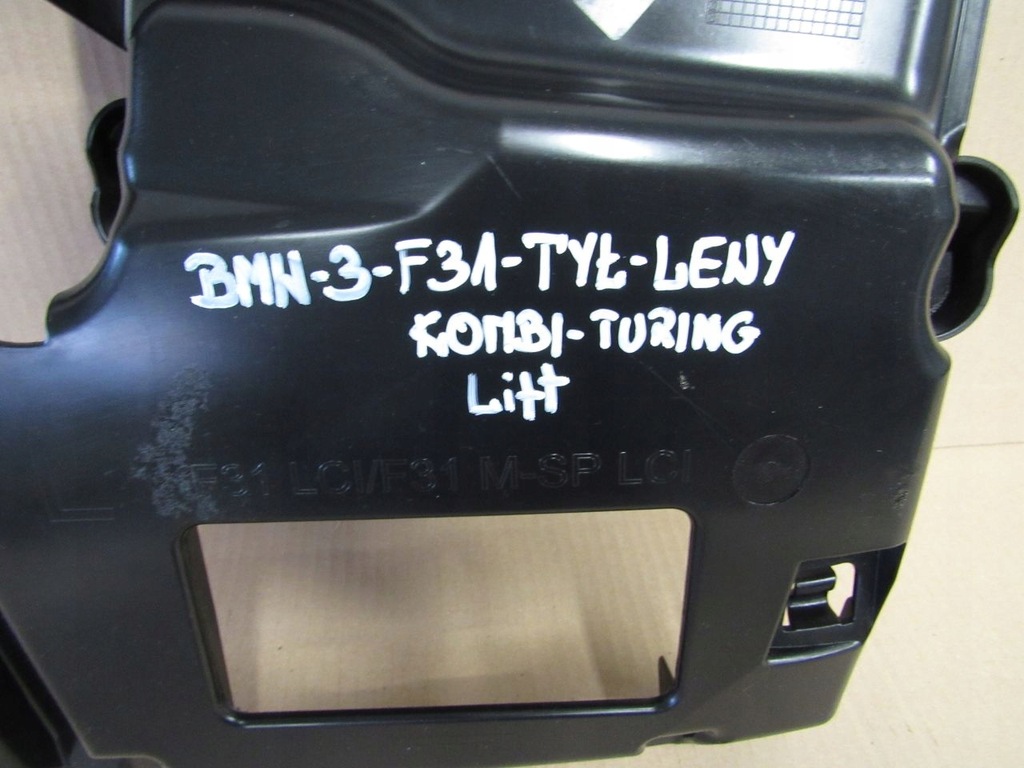 BMW-3-F31-TYŁ-LEWY
KOMBI-TURING
Lift
F31 LCI/F31 M-SP LCI